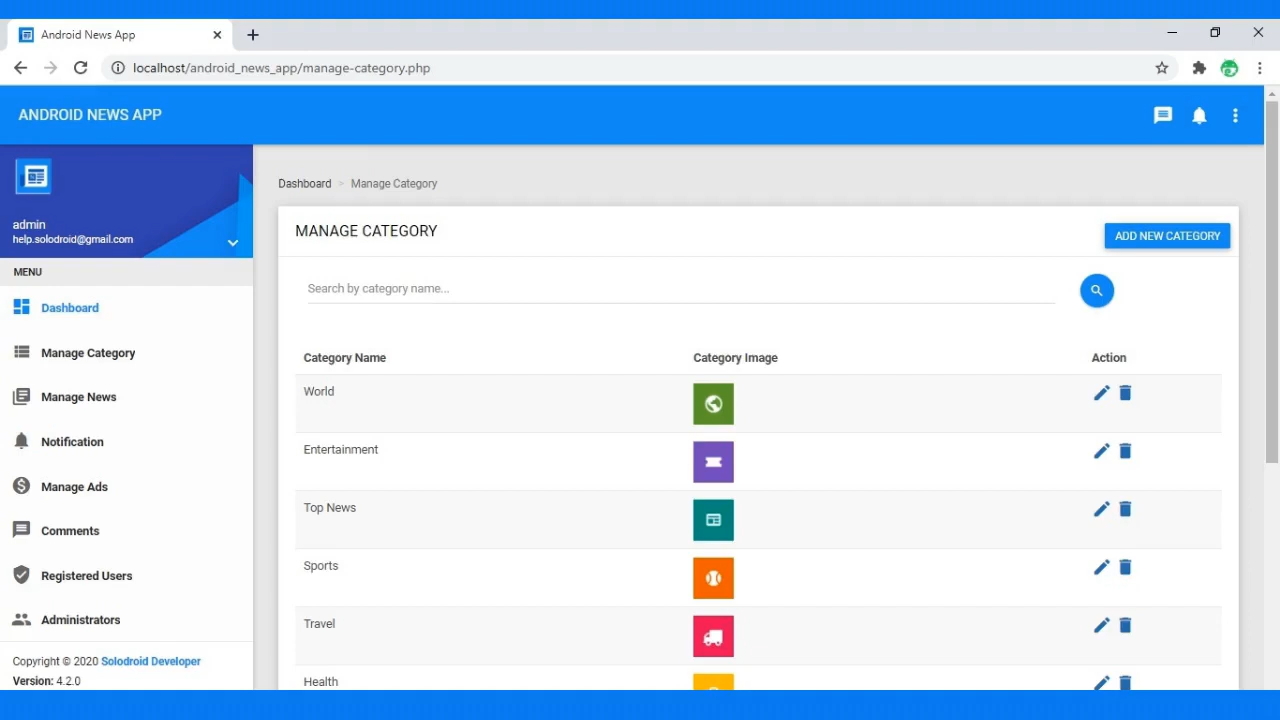 Android News App
localhost/android_news_app/manage-category.php
ANDROID NEWS APP
admin
help.solodroid@gmail.com
MENU
Dashboard
Manage Category
Manage News
Notification
Manage Ads
Comments
Registered Users
Administrators
Copyright © 2020 Solodroid Developer
Version: 4.2.0
Dashboard > Manage Category
MANAGE CATEGORY
ADD NEW CATEGORY
Search by category name...
Category Name Category Image Action
World
Entertainment
Top News
Sports
Travel
Health